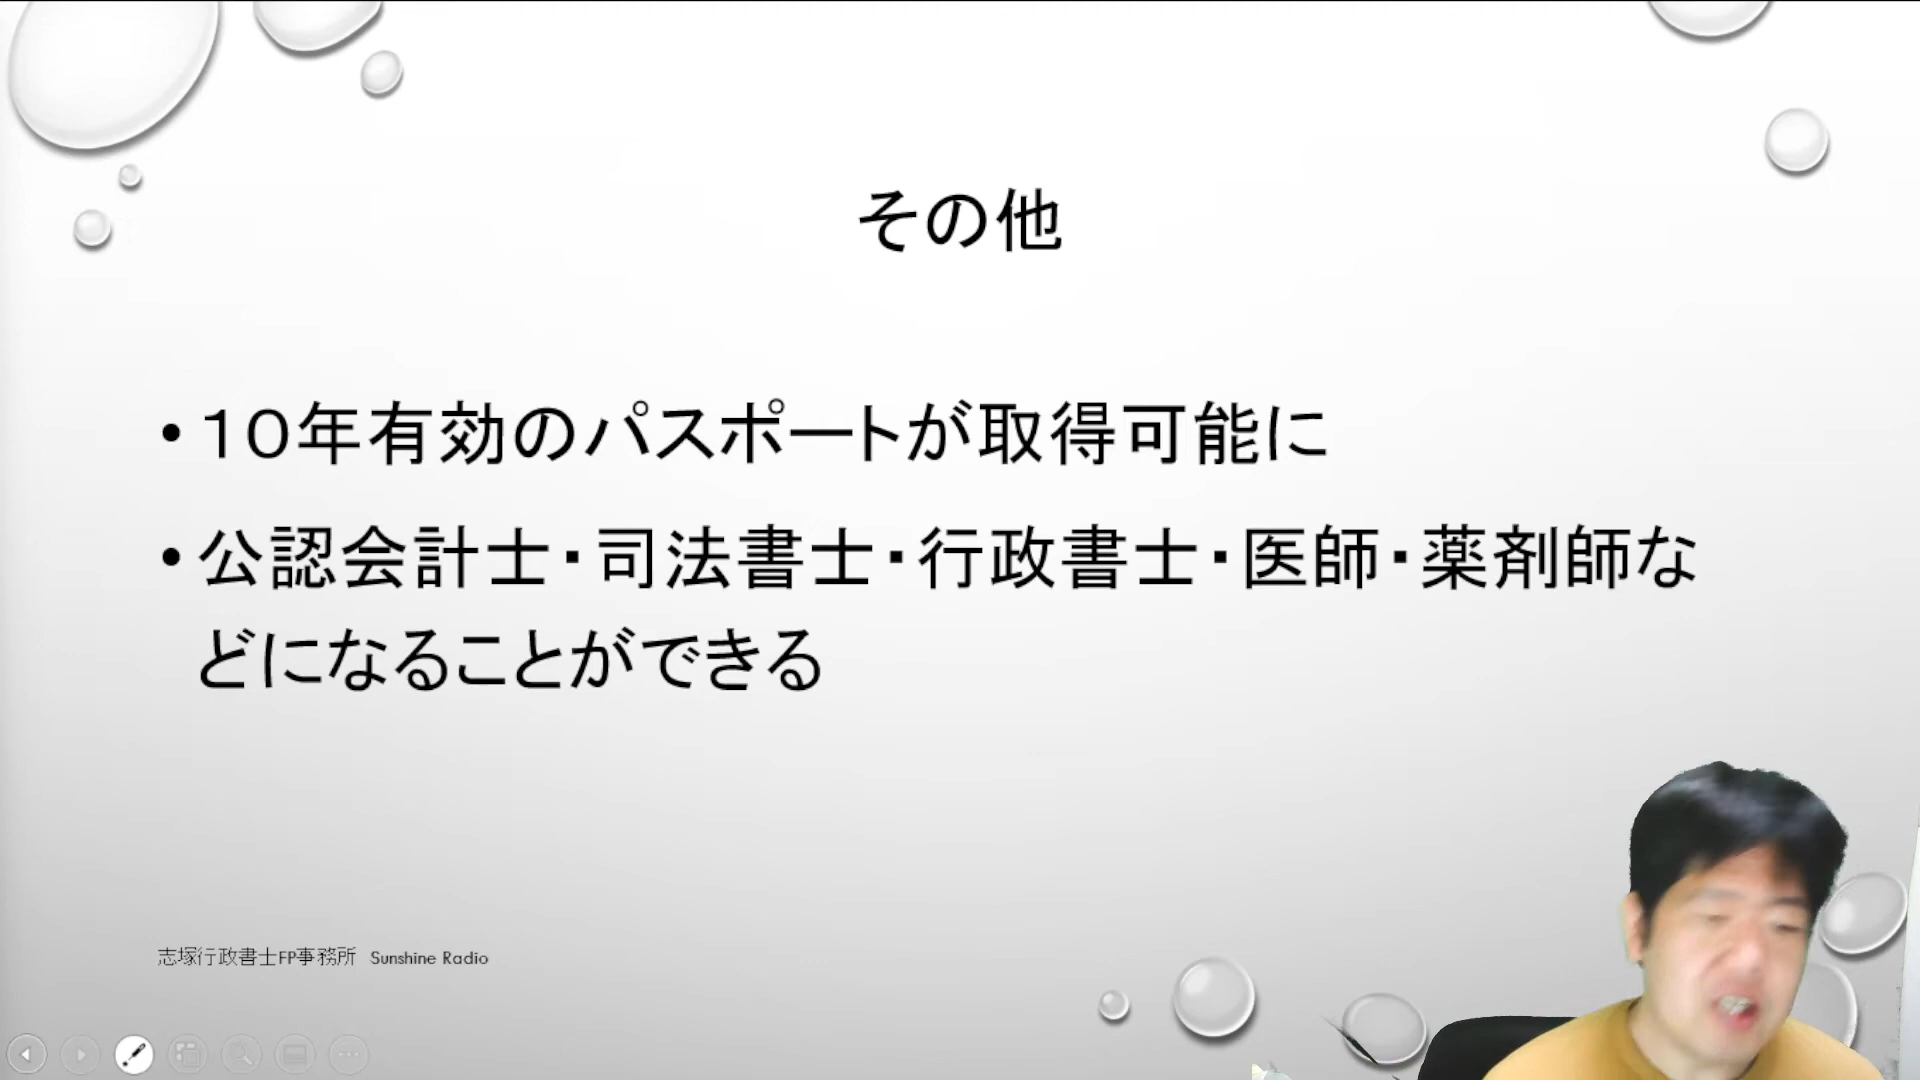 その他
•１０年有効のパスポートが取得可能に
•公認会計士・司法書士・行政書士・医師・薬剤師な
どになることができる
志塚行政書士FP事務所 Sunshine Radio